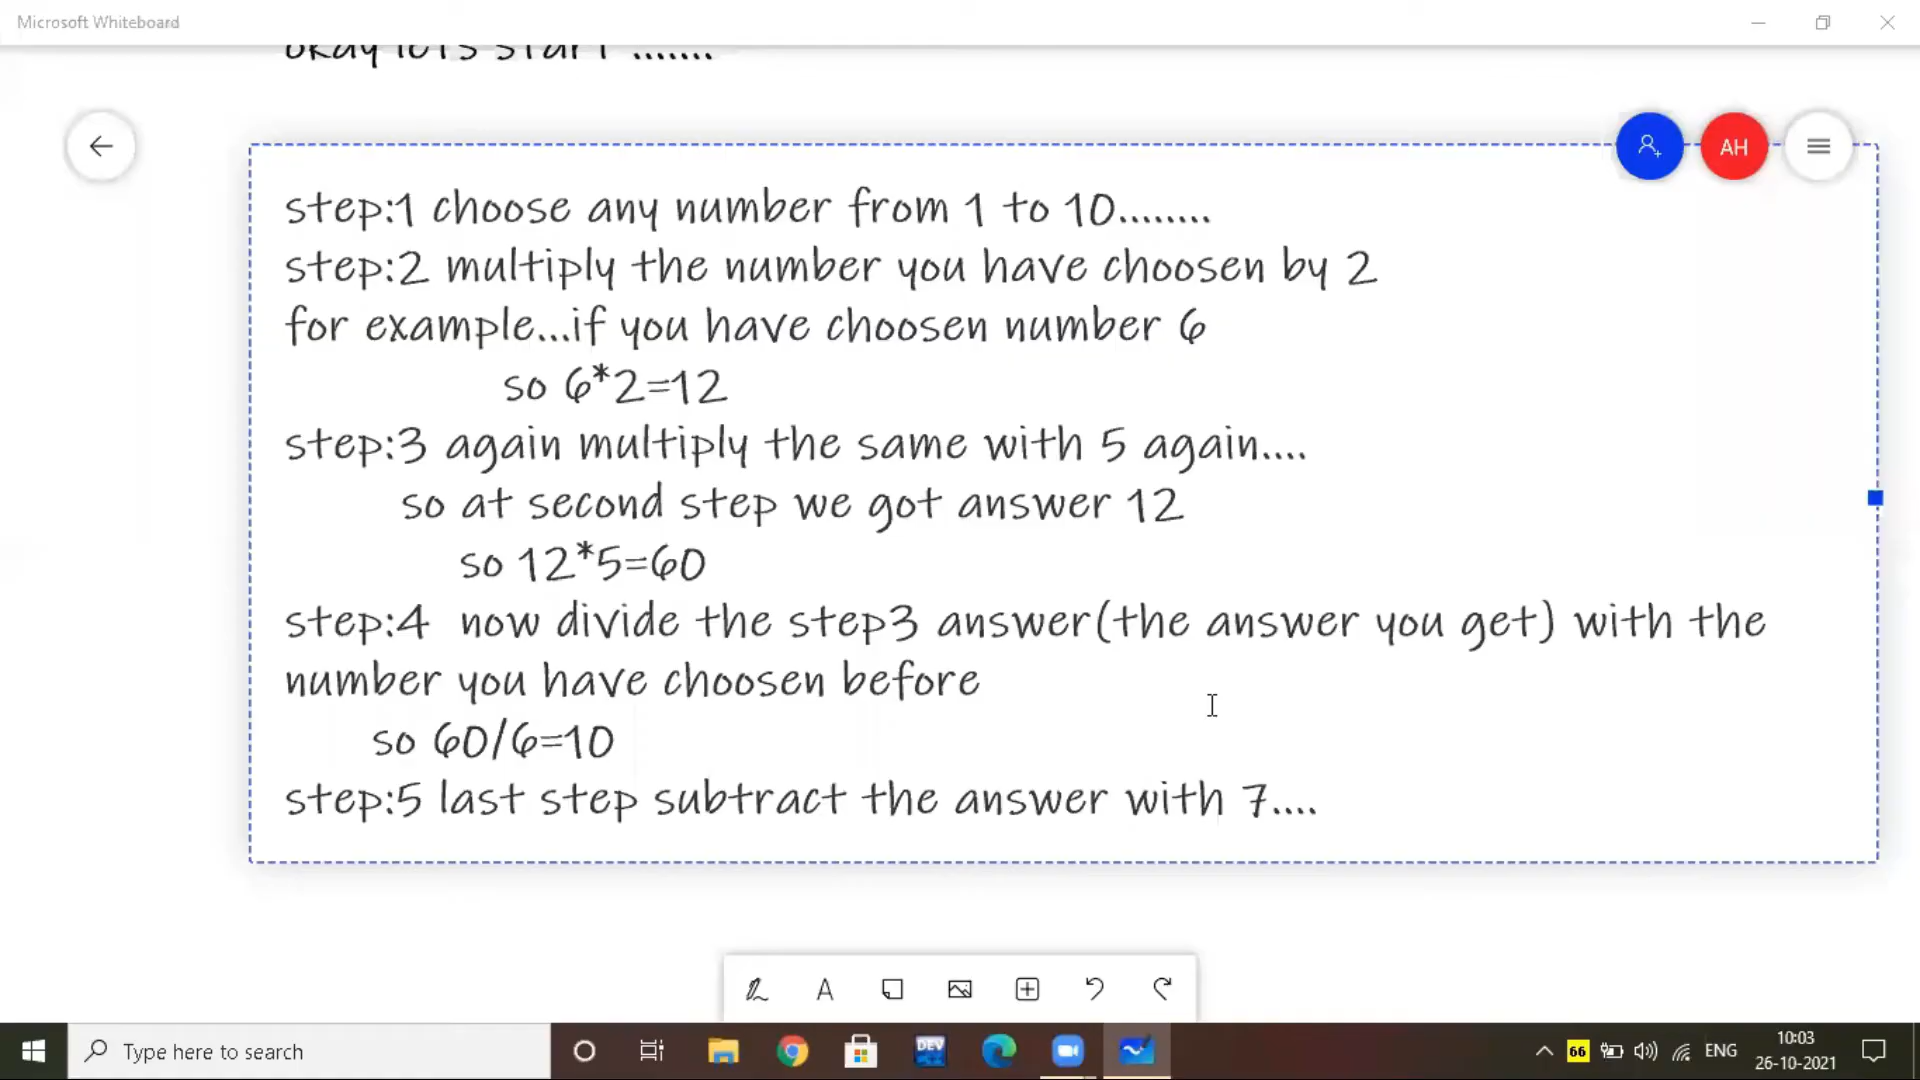 Microsoft Whiteboard
okay lets start .......
AH
step:1 choose any number from 1 to 10........
step:2 multiply the number you have choosen by 2
for example...if you have choosen number 6
so 6*2=12
step:3 again multiply the same with 5 again....
so at second step we got answer 12
so 12*5=60
step:4 now divide the step3 answer(the answer you get) with the
number you have choosen before
so 60/6=10
step:5 last step subtract the answer with 7....
A
Type here to search
DEV
66
ENG
10:03
26-10-2021